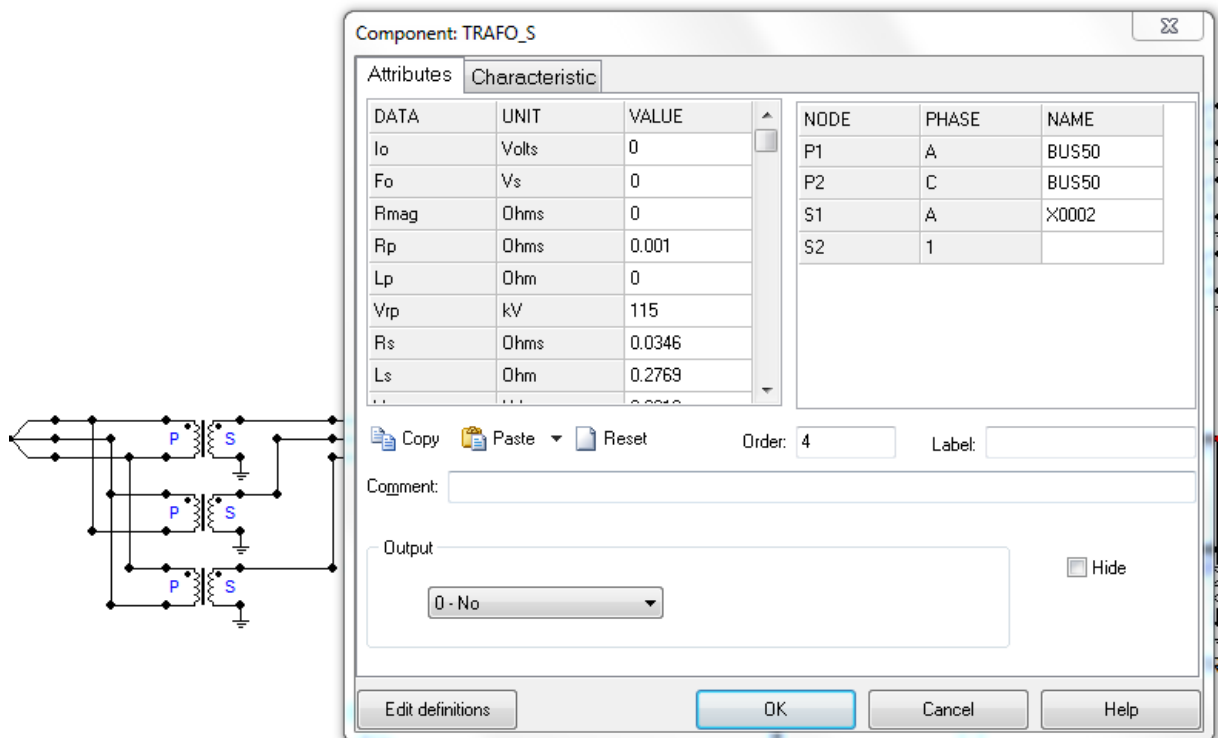 Component: TRAFO_S
Attributes Characteristic
DATA UNIT VALUE
Io Volts 0
Fo Vs 0
Rmag Ohms 0
Rp Ohms 0.001
Lp Ohm 0
Vrp kV 115
Rs Ohms 0.0346
Ls Ohm 0.2769
NODE PHASE NAME
P1 A BUS50
P2 C BUS50
S1 A X0002
S2 1
Copy Paste Reset Order: 4 Label:
Comment:
Output
0 - No
Hide
Edit definitions OK Cancel Help
P S
P S
P S